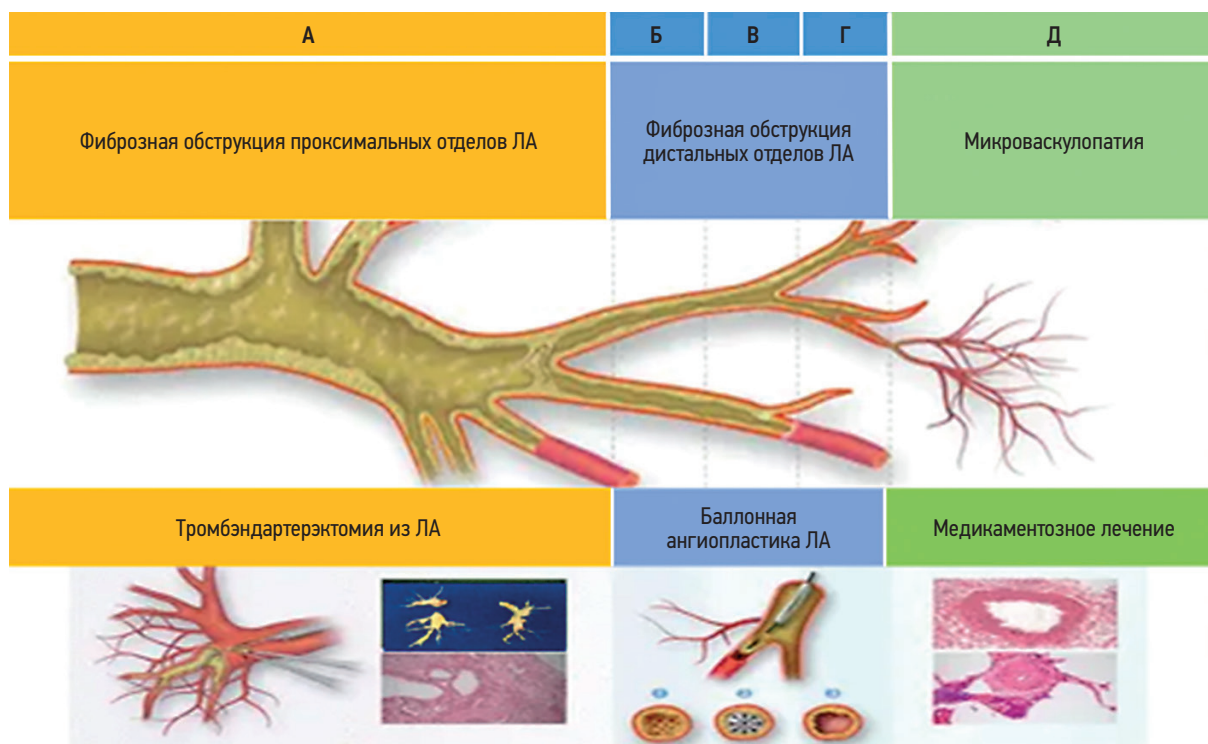 А
Б
В
Г
Д
Фиброзная обструкция проксимальных отделов ЛА
Фиброзная обструкция
дистальных отделов ЛА
Микроваскулопатия
Тромбэндартерэктомия из ЛА
Баллонная
ангиопластика ЛА
Медикаментозное лечение